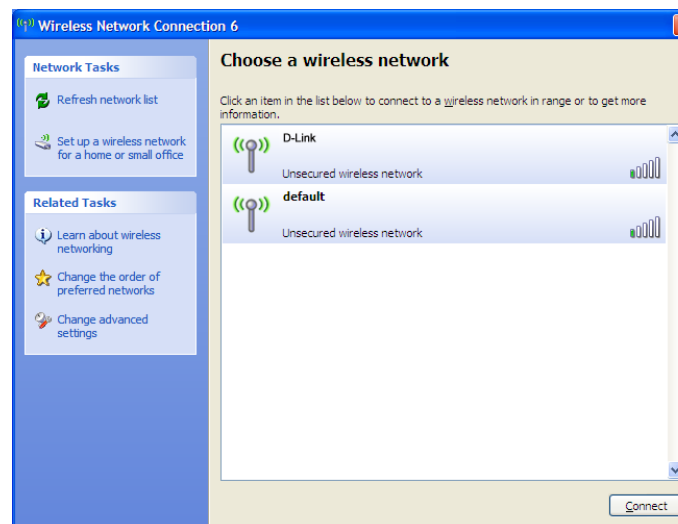 Wireless Network Connection 6
Network Tasks
Refresh network list
Set up a wireless network
for a home or small office
Related Tasks
Learn about wireless
networking
Change the order of
preferred networks
Change advanced
settings
Choose a wireless network
Click an item in the list below to connect to a wireless network in range or to get more
information.
D-Link
Unsecured wireless network
default
Unsecured wireless network
Connect